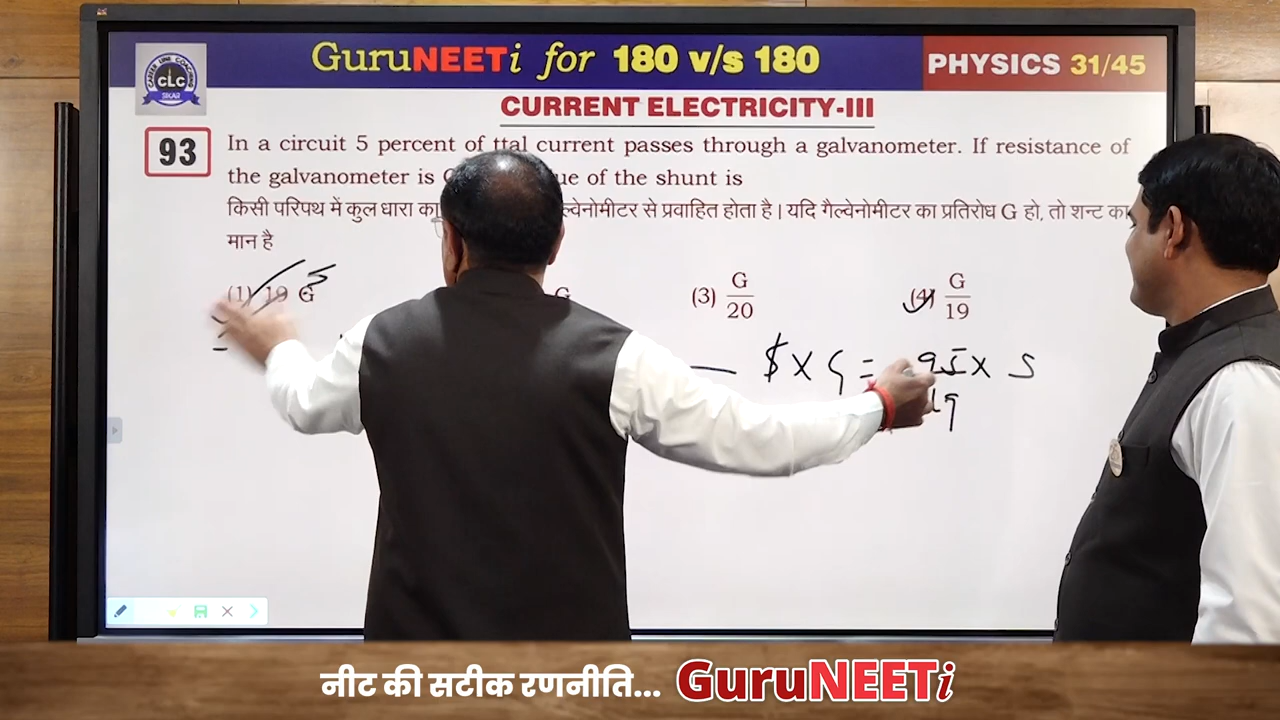 GuruNEETi for 180 v/s 180
PHYSICS 31/45
CLC
SIKAR
CURRENT ELECTRICITY-III
93
In a circuit 5 percent of ttal current passes through a galvanometer. If resistance of
the galvanometer is ue of the shunt is
किसी परिपथ में कुल धारा का ल्वेनोमीटर से प्रवाहित होता है। यदि गैल्वेनोमीटर का प्रतिरोध G हो, तो शन्ट का
मान है
(1) 19 G
G
(3) G/20
(4) G/19
5 X G = 95 X S
19
नीट की सटीक रणनीति... GuruNEETi